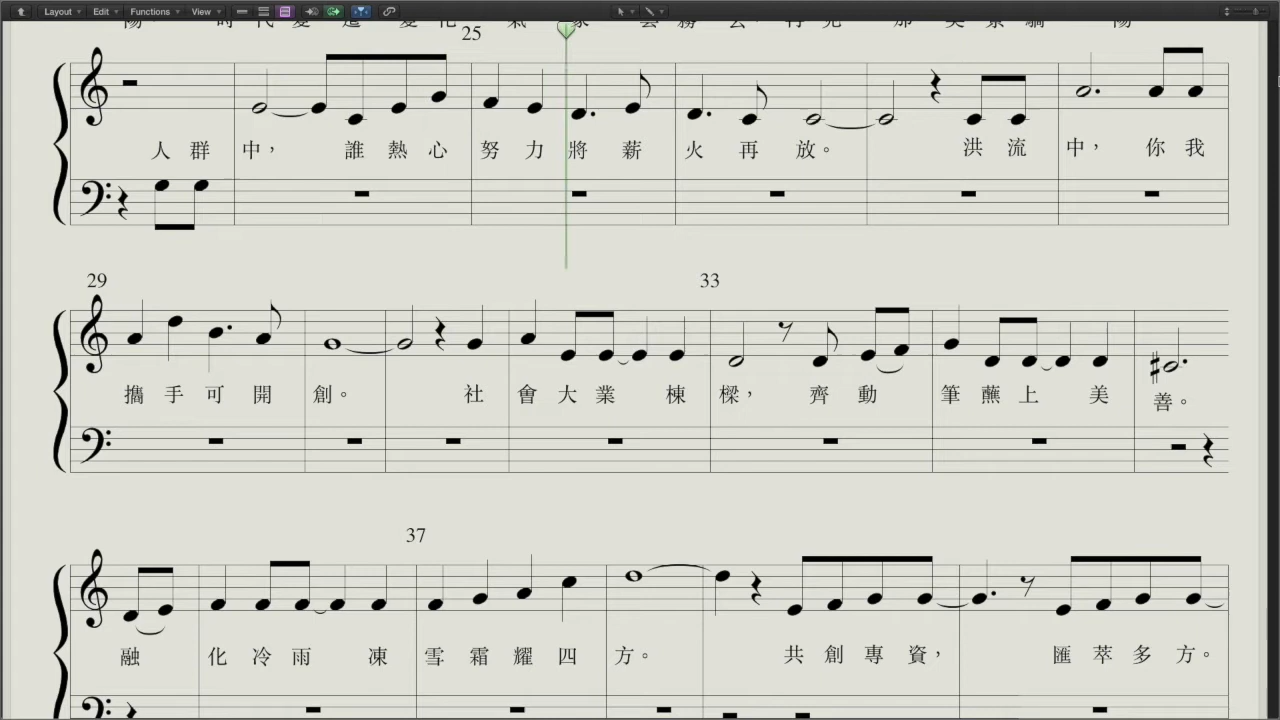 Layout Edit Functions View
25
人群中，誰熱心努力將薪火再放。洪流中，你我
29 33
攜手可開創。社會大業棟樑，齊動筆蘸上美善。
37
融化冷雨凍雪霜耀四方。共創專資，匯萃多方。